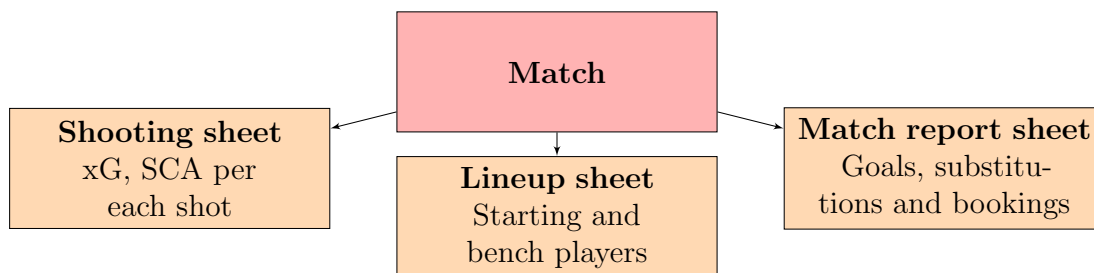 Match
Shooting sheet
xG, SCA per
each shot
Lineup sheet
Starting and
bench players
Match report sheet
Goals, substitu-
tions and bookings